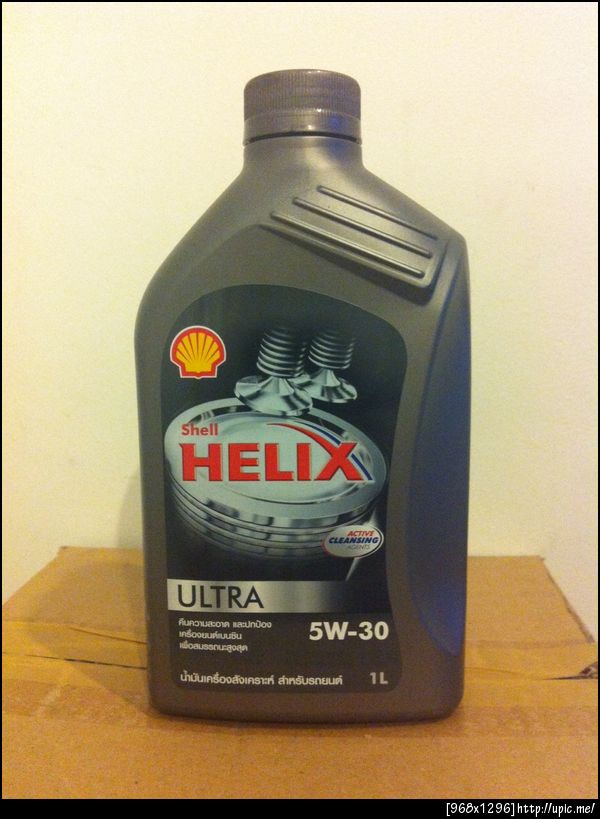 Shell
HELIX
ACTIVE
CLEANSING
AGENTS
ULTRA
คืนความสะอาด และปกป้อง
เครื่องยนต์เบนซิน
เพื่อสมรรถนะสูงสุด
5W-30
น้ำมันเครื่องสังเคราะห์ สำหรับรถยนต์
1L
[968x1296]http://upic.me/